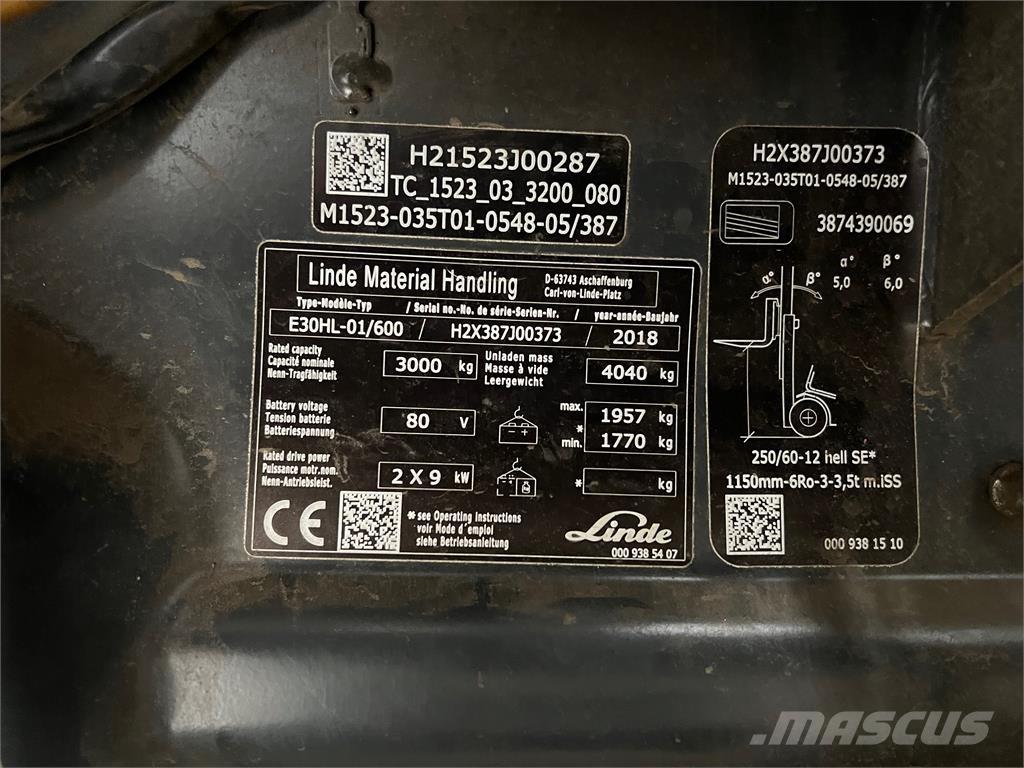 H21523J00287
TC_1523_03_3200_080
M1523-035T01-0548-05/387
Linde Material Handling
D-63743 Aschaffenburg
Carl-von-Linde-Platz
Type-Modèle-Typ / Serial no.-No. de série-Serien-Nr. / year-année-Baujahr
E30HL-01/600 / H2X387J00373 / 2018
Rated capacity
Capacité nominale
Nenn-Tragfähigkeit
3000 kg
Unladen mass
Masse à vide
Leergewicht
4040 kg
Battery voltage
Tension batterie
Batteriespannung
80 V
- +
max. 1957 kg
*
min. 1770 kg
Rated drive power
Puissance motr.nom.
Nenn-Antriebsleist.
2 X 9 kW
* kg
CE
* see Operating instructions
voir Mode d´emploi
siehe Betriebsanleitung
Linde
000 938 54 07
H2X387J00373
M1523-035T01-0548-05/387
3874390069
α° β°
5,0 6,0
α° β°
250/60-12 hell SE*
1150mm-6Ro-3-3,5t m.iSS
000 938 15 10
MASCUS